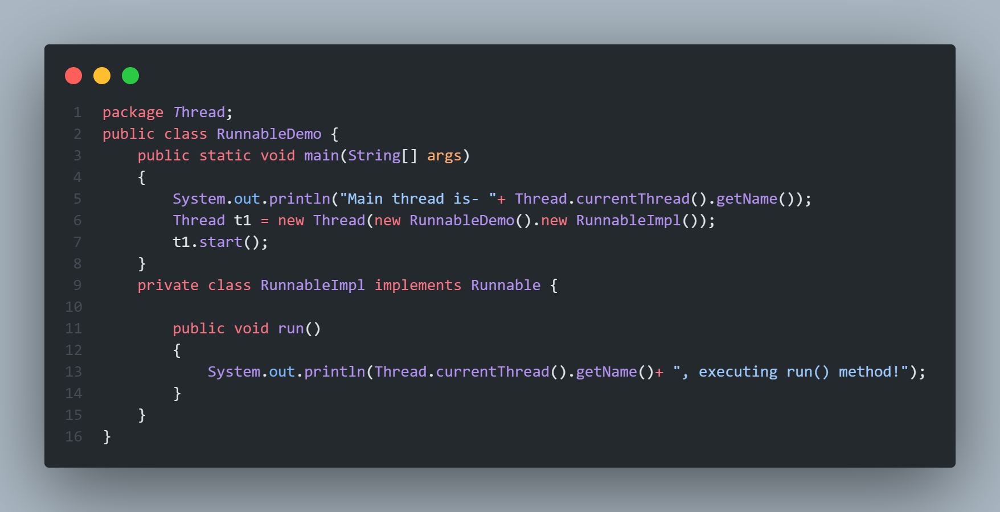 1 package Thread;
2 public class RunnableDemo {
3     public static void main(String[] args)
4     {
5         System.out.println("Main thread is- "+ Thread.currentThread().getName());
6         Thread t1 = new Thread(new RunnableDemo().new RunnableImpl());
7         t1.start();
8     }
9     private class RunnableImpl implements Runnable {
10
11         public void run()
12         {
13             System.out.println(Thread.currentThread().getName()+ ", executing run() method!");
14         }
15     }
16 }